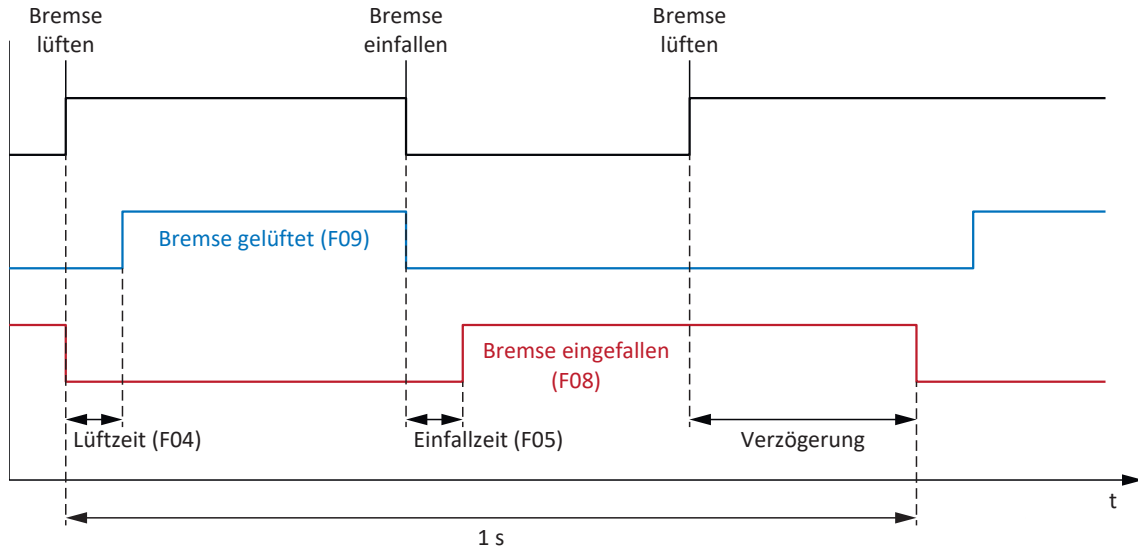 Bremse
lüften
Bremse
einfallen
Bremse
lüften
Bremse gelüftet (F09)
Bremse eingefallen
(F08)
Lüftzeit (F04)
Einfallzeit (F05)
Verzögerung
t
1 s